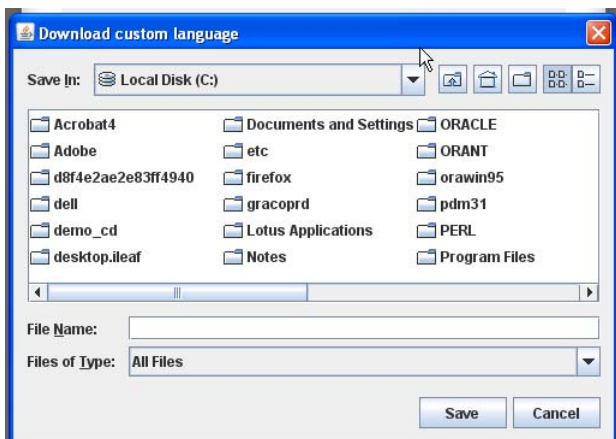 Download custom language
Save In: Local Disk (C:)
Acrobat4 Documents and Settings ORACLE
Adobe etc ORANT
d8f4e2ae2e83ff4940 firefox orawin95
dell gracoprd pdm31
demo_cd Lotus Applications PERL
desktop.ileaf Notes Program Files
File Name:
Files of Type: All Files
Save Cancel